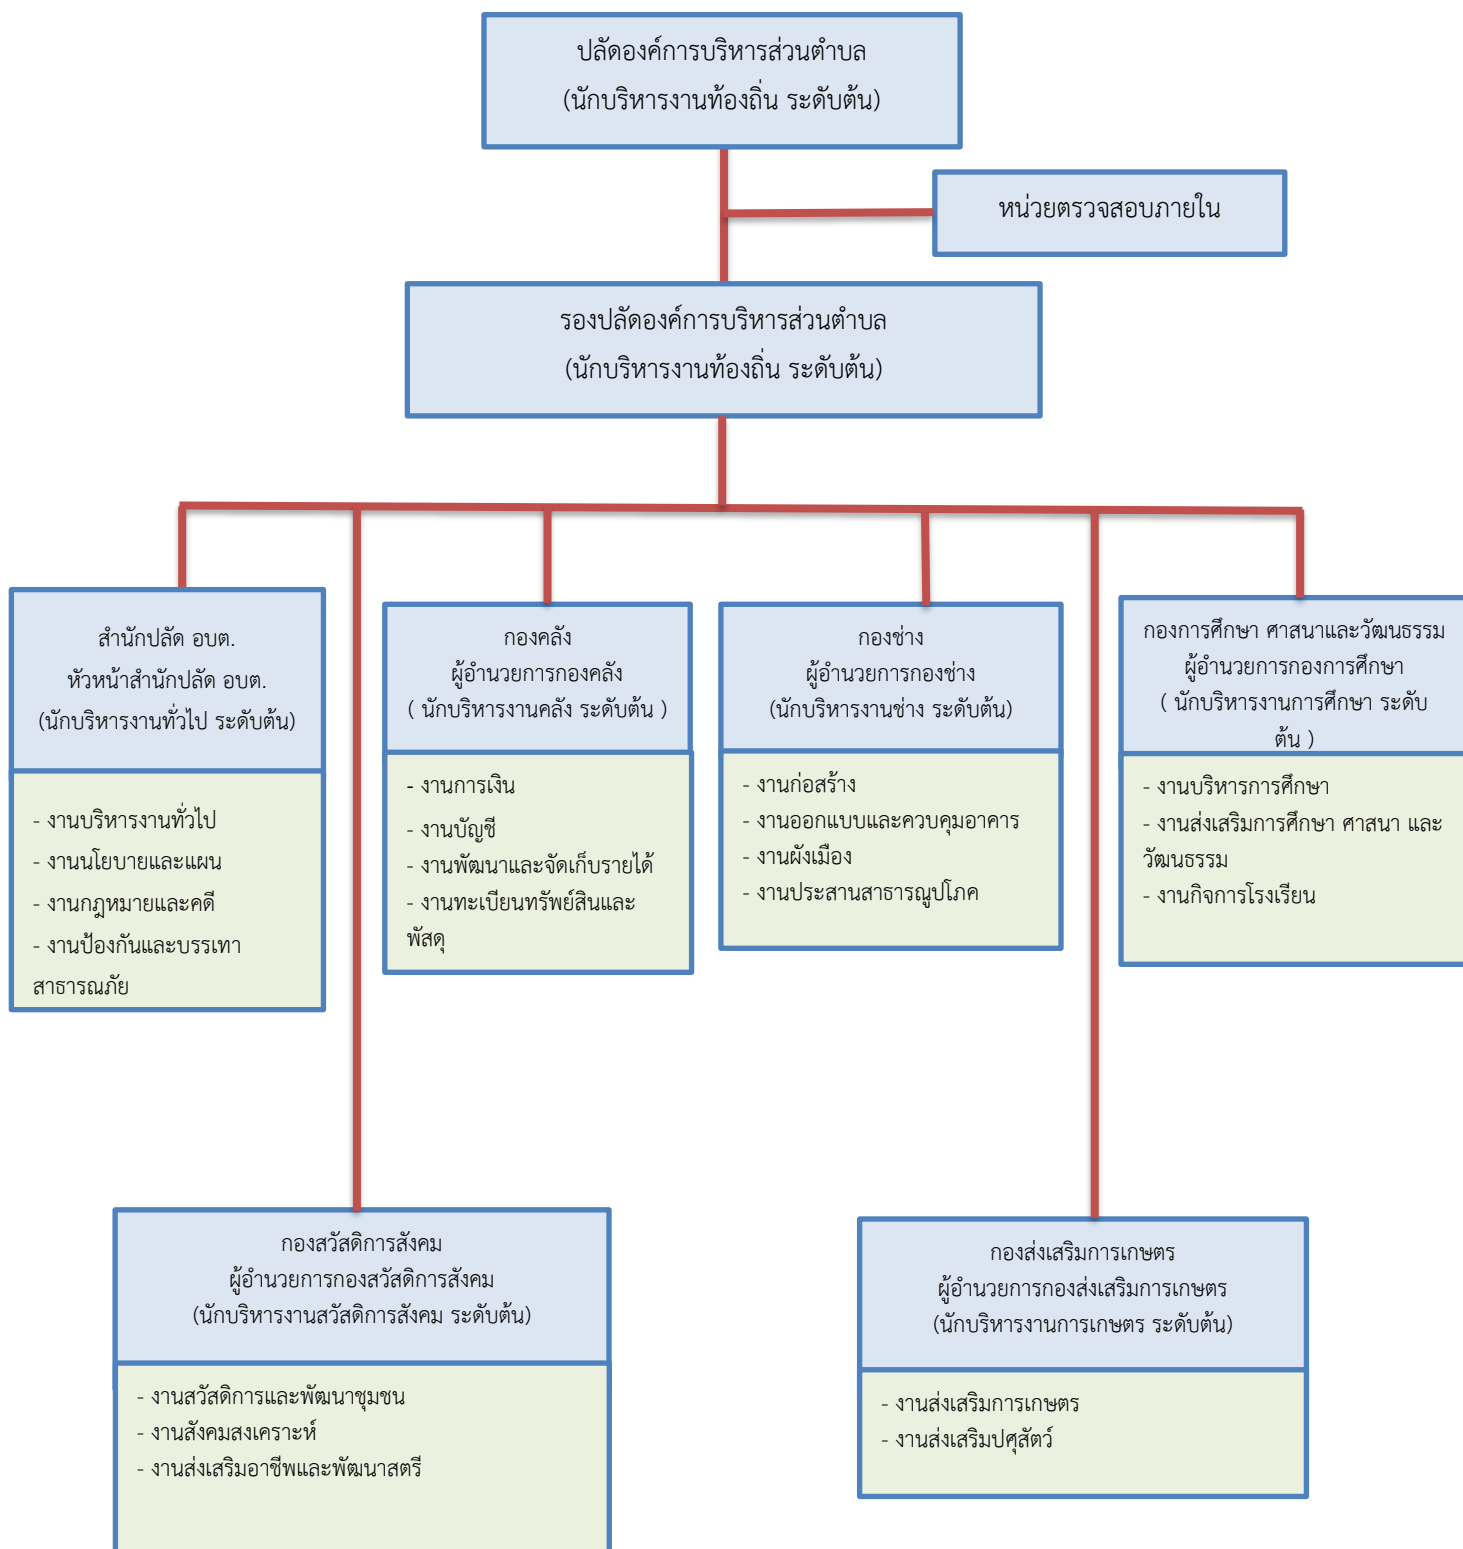 ปลัดองค์การบริหารส่วนตำบล
(นักบริหารงานท้องถิ่น ระดับต้น)
หน่วยตรวจสอบภายใน
รองปลัดองค์การบริหารส่วนตำบล
(นักบริหารงานท้องถิ่น ระดับต้น)
สำนักปลัด อบต.
หัวหน้าสำนักปลัด อบต.
(นักบริหารงานทั่วไป ระดับต้น)
- งานบริหารงานทั่วไป
- งานนโยบายและแผน
- งานกฎหมายและคดี
- งานป้องกันและบรรเทา
สาธารณภัย
กองคลัง
ผู้อำนวยการกองคลัง
( นักบริหารงานคลัง ระดับต้น )
- งานการเงิน
- งานบัญชี
- งานพัฒนาและจัดเก็บรายได้
- งานทะเบียนทรัพย์สินและ
พัสดุ
กองช่าง
ผู้อำนวยการกองช่าง
(นักบริหารงานช่าง ระดับต้น)
- งานก่อสร้าง
- งานออกแบบและควบคุมอาคาร
- งานผังเมือง
- งานประสานสาธารณูปโภค
กองการศึกษา ศาสนาและวัฒนธรรม
ผู้อำนวยการกองการศึกษา
( นักบริหารงานการศึกษา ระดับ
ต้น )
- งานบริหารการศึกษา
- งานส่งเสริมการศึกษา ศาสนา และ
วัฒนธรรม
- งานกิจการโรงเรียน
กองสวัสดิการสังคม
ผู้อำนวยการกองสวัสดิการสังคม
(นักบริหารงานสวัสดิการสังคม ระดับต้น)
- งานสวัสดิการและพัฒนาชุมชน
- งานสังคมสงเคราะห์
- งานส่งเสริมอาชีพและพัฒนาสตรี
กองส่งเสริมการเกษตร
ผู้อำนวยการกองส่งเสริมการเกษตร
(นักบริหารงานการเกษตร ระดับต้น)
- งานส่งเสริมการเกษตร
- งานส่งเสริมปศุสัตว์